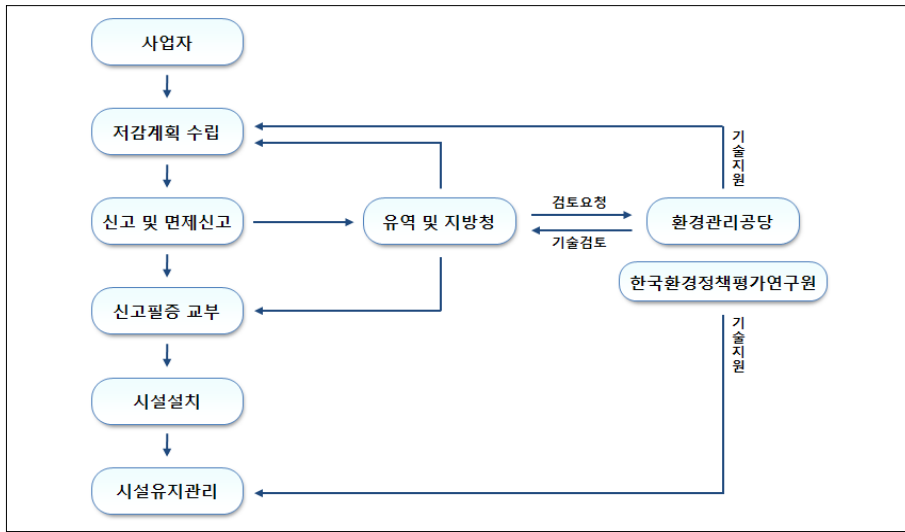 사업자
저감계획 수립
신고 및 면제신고
신고필증 교부
시설설치
시설유지관리
유역 및 지방청
검토요청
기술검토
기술지원
환경관리공당
한국환경정책평가연구원
기술지원